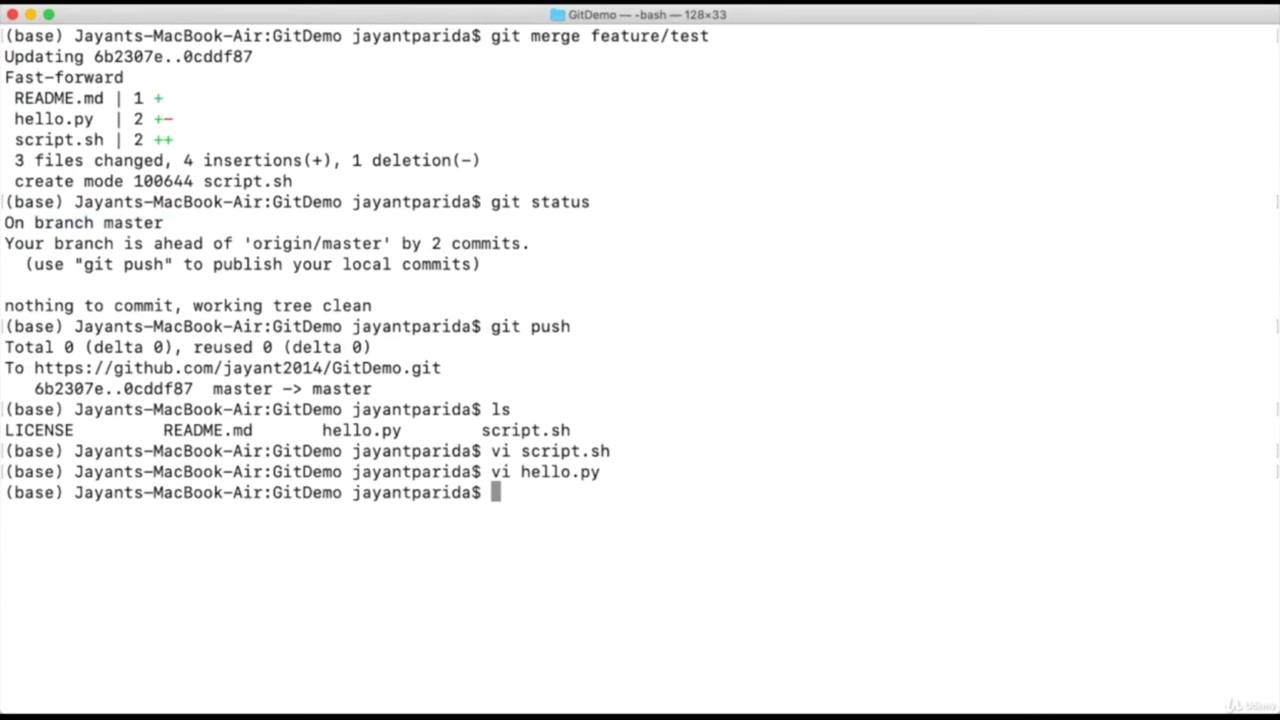 GitDemo — -bash — 128×33
(base) Jayants-MacBook-Air:GitDemo jayantparida$ git merge feature/test
Updating 6b2307e..0cddf87
Fast-forward
 README.md | 1 +
 hello.py  | 2 +-
 script.sh | 2 ++
 3 files changed, 4 insertions(+), 1 deletion(-)
 create mode 100644 script.sh
(base) Jayants-MacBook-Air:GitDemo jayantparida$ git status
On branch master
Your branch is ahead of 'origin/master' by 2 commits.
  (use "git push" to publish your local commits)
nothing to commit, working tree clean
(base) Jayants-MacBook-Air:GitDemo jayantparida$ git push
Total 0 (delta 0), reused 0 (delta 0)
To https://github.com/jayant2014/GitDemo.git
   6b2307e..0cddf87  master -> master
(base) Jayants-MacBook-Air:GitDemo jayantparida$ ls
LICENSE         README.md       hello.py        script.sh
(base) Jayants-MacBook-Air:GitDemo jayantparida$ vi script.sh
(base) Jayants-MacBook-Air:GitDemo jayantparida$ vi hello.py
(base) Jayants-MacBook-Air:GitDemo jayantparida$
Udemy